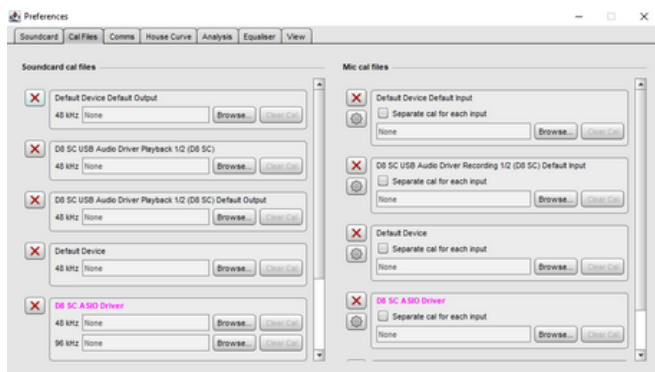 Preferences
Soundcard Cal Files Comms House Curve Analysis Equaliser View
Soundcard cal files
Default Device Default Output
48 kHz None Browse... Clear Cal
D8 SC USB Audio Driver Playback 1/2 (D8 SC)
48 kHz None Browse... Clear Cal
D8 SC USB Audio Driver Playback 1/2 (D8 SC) Default Output
48 kHz None Browse... Clear Cal
Default Device
48 kHz None Browse... Clear Cal
D8 SC ASIO Driver
48 kHz None Browse... Clear Cal
96 kHz None Browse... Clear Cal
Mic cal files
Default Device Default Input
Separate cal for each input
None Browse... Clear Cal
D8 SC USB Audio Driver Recording 1/2 (D8 SC) Default Input
Separate cal for each input
None Browse... Clear Cal
Default Device
Separate cal for each input
None Browse... Clear Cal
D8 SC ASIO Driver
Separate cal for each input
None Browse... Clear Cal